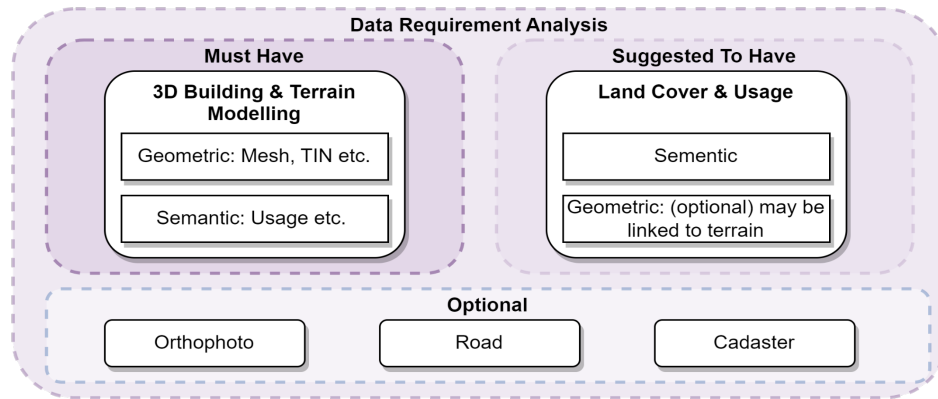 Data Requirement Analysis
Must Have
3D Building & Terrain
Modelling
Geometric: Mesh, TIN etc.
Semantic: Usage etc.
Suggested To Have
Land Cover & Usage
Sementic
Geometric: (optional) may be
linked to terrain
Optional
Orthophoto
Road
Cadaster